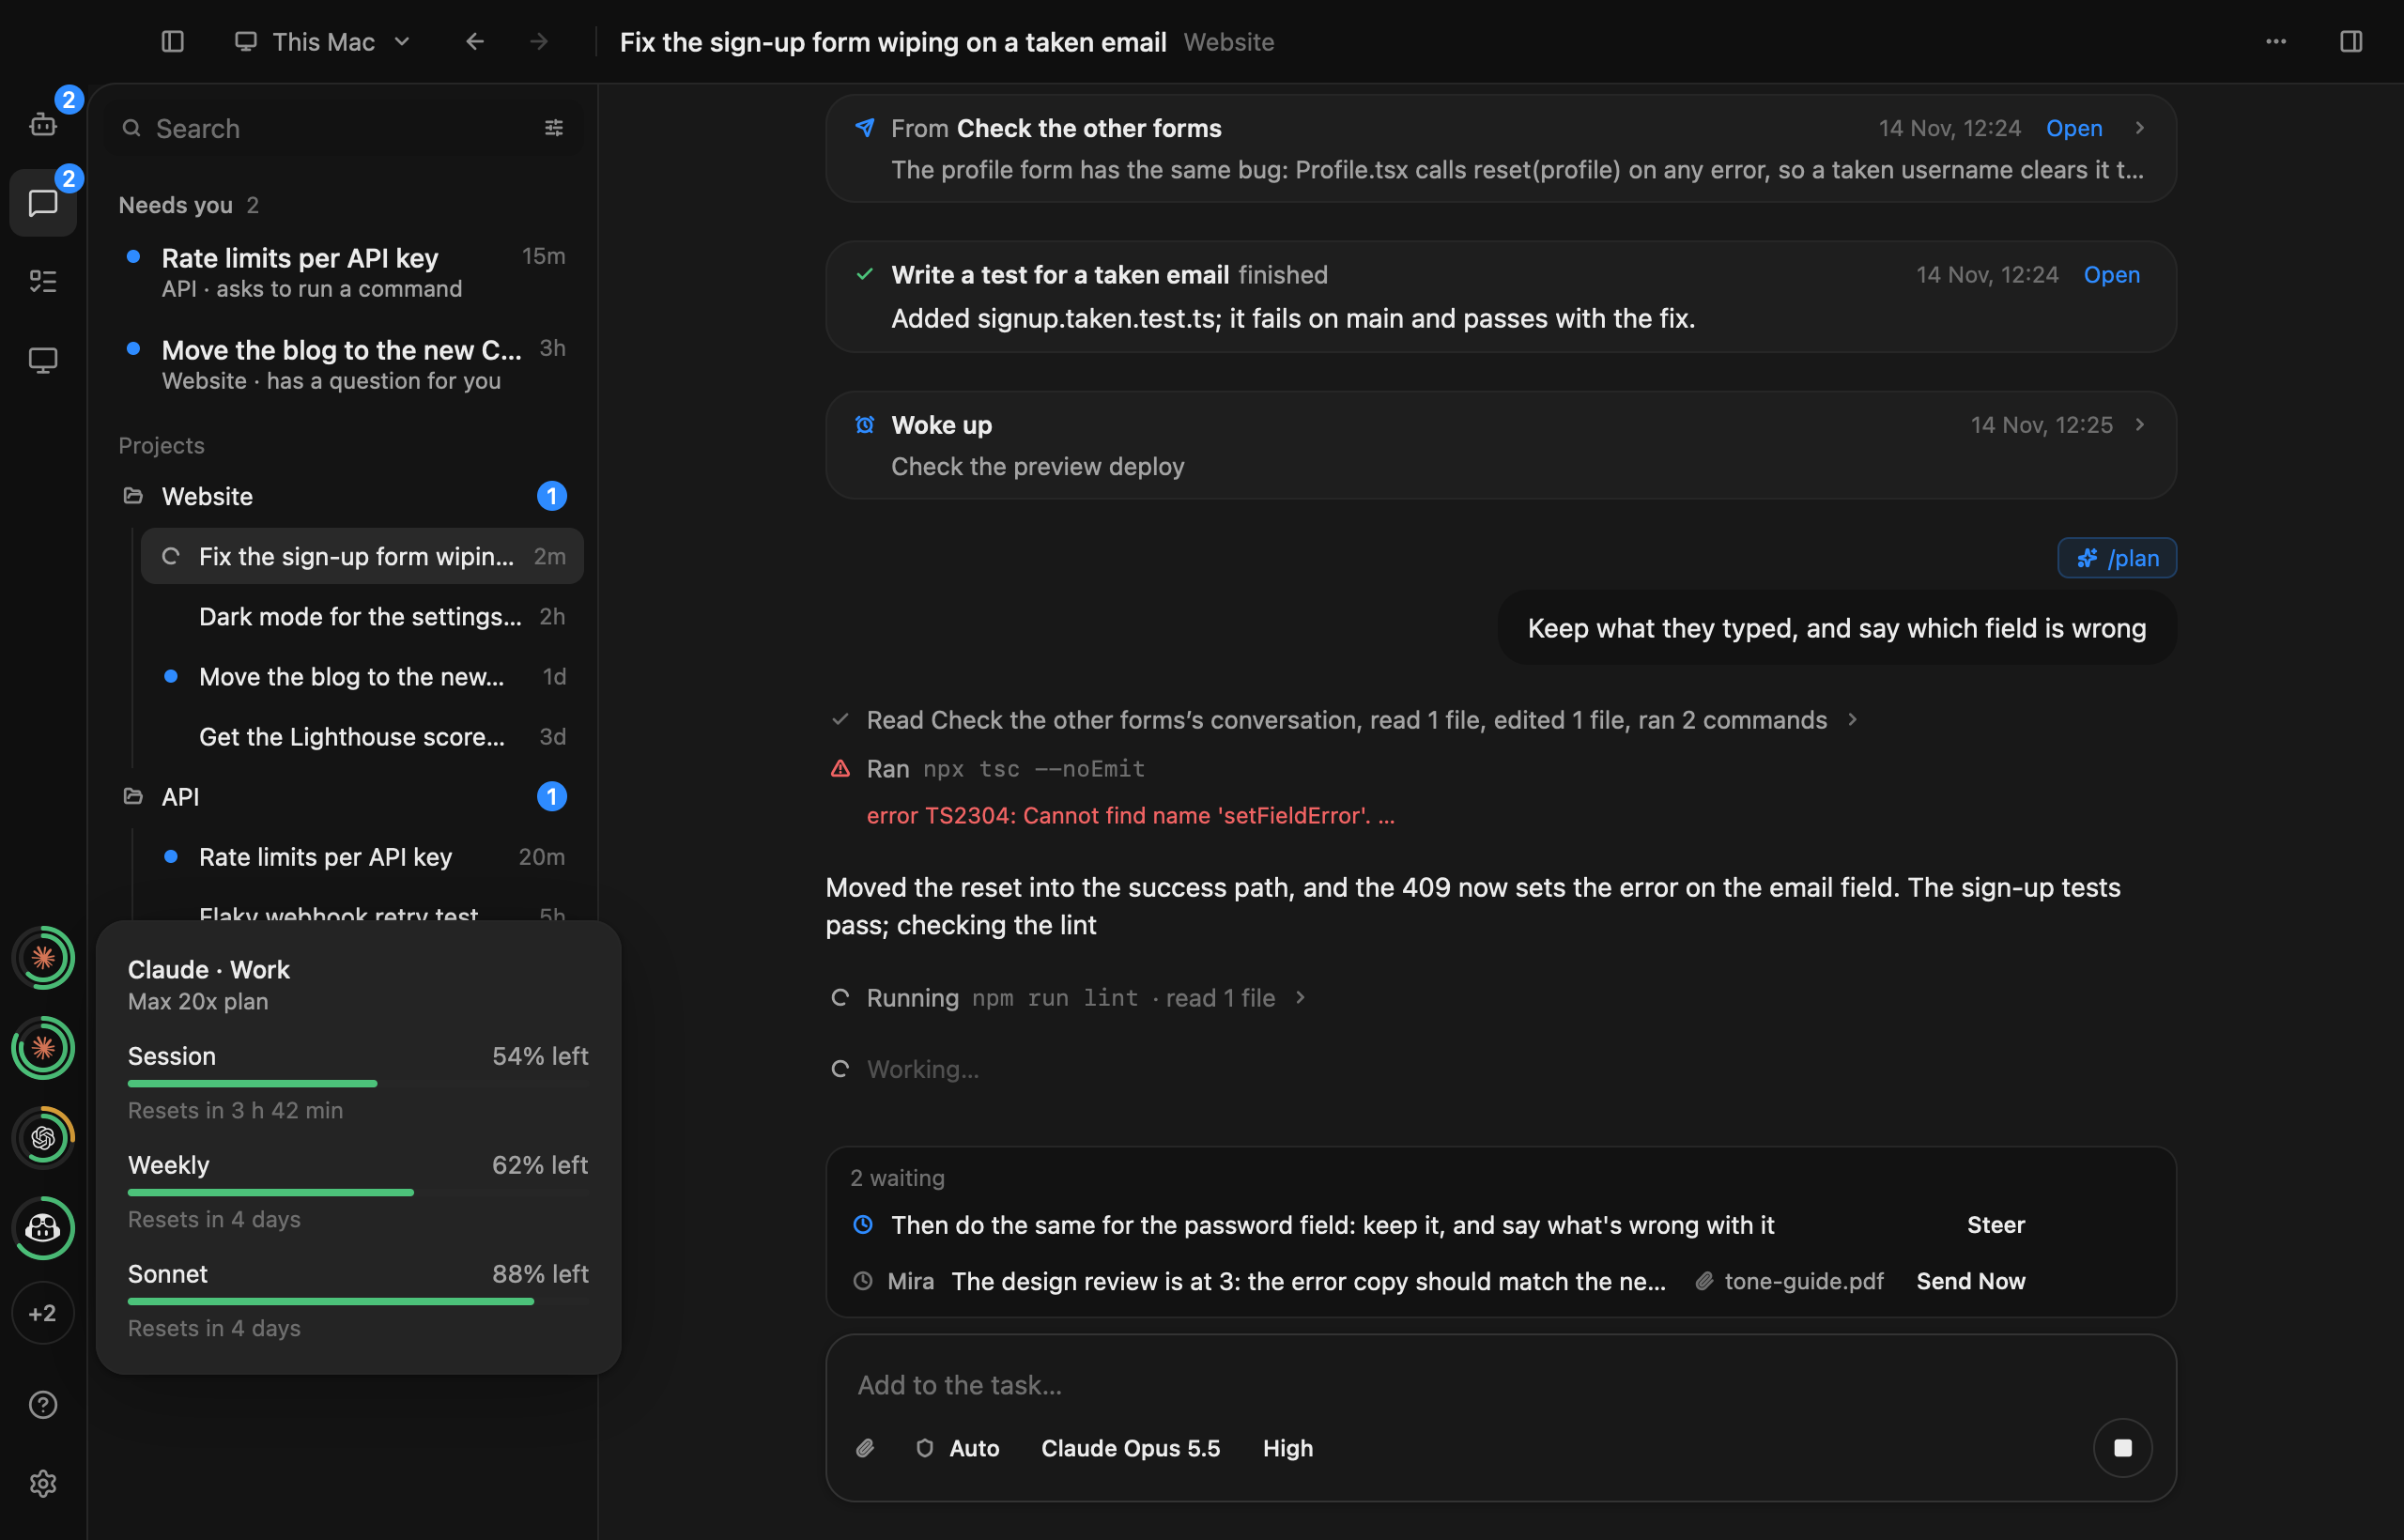 This Mac
Fix the sign-up form wiping on a taken email Website
2
2
Search
Needs you 2
Rate limits per API key 15m
API · asks to run a command
Move the blog to the new C... 3h
Website · has a question for you
Projects
Website 1
Fix the sign-up form wipin... 2m
Dark mode for the settings... 2h
Move the blog to the new... 1d
Get the Lighthouse score... 3d
API 1
Rate limits per API key 20m
Flaky webhook retry test 5h
Claude · Work
Max 20x plan
Session 54% left
Resets in 3 h 42 min
Weekly 62% left
Resets in 4 days
Sonnet 88% left
Resets in 4 days
+2
From Check the other forms 14 Nov, 12:24 Open
The profile form has the same bug: Profile.tsx calls reset(profile) on any error, so a taken username clears it t...
Write a test for a taken email finished 14 Nov, 12:24 Open
Added signup.taken.test.ts; it fails on main and passes with the fix.
Woke up 14 Nov, 12:25
Check the preview deploy
/plan
Keep what they typed, and say which field is wrong
Read Check the other forms’s conversation, read 1 file, edited 1 file, ran 2 commands
Ran npx tsc --noEmit
error TS2304: Cannot find name 'setFieldError'. ...
Moved the reset into the success path, and the 409 now sets the error on the email field. The sign-up tests
pass; checking the lint
Running npm run lint · read 1 file
Working...
2 waiting
Then do the same for the password field: keep it, and say what's wrong with it Steer
Mira The design review is at 3: the error copy should match the ne... tone-guide.pdf Send Now
Add to the task...
Auto Claude Opus 5.5 High